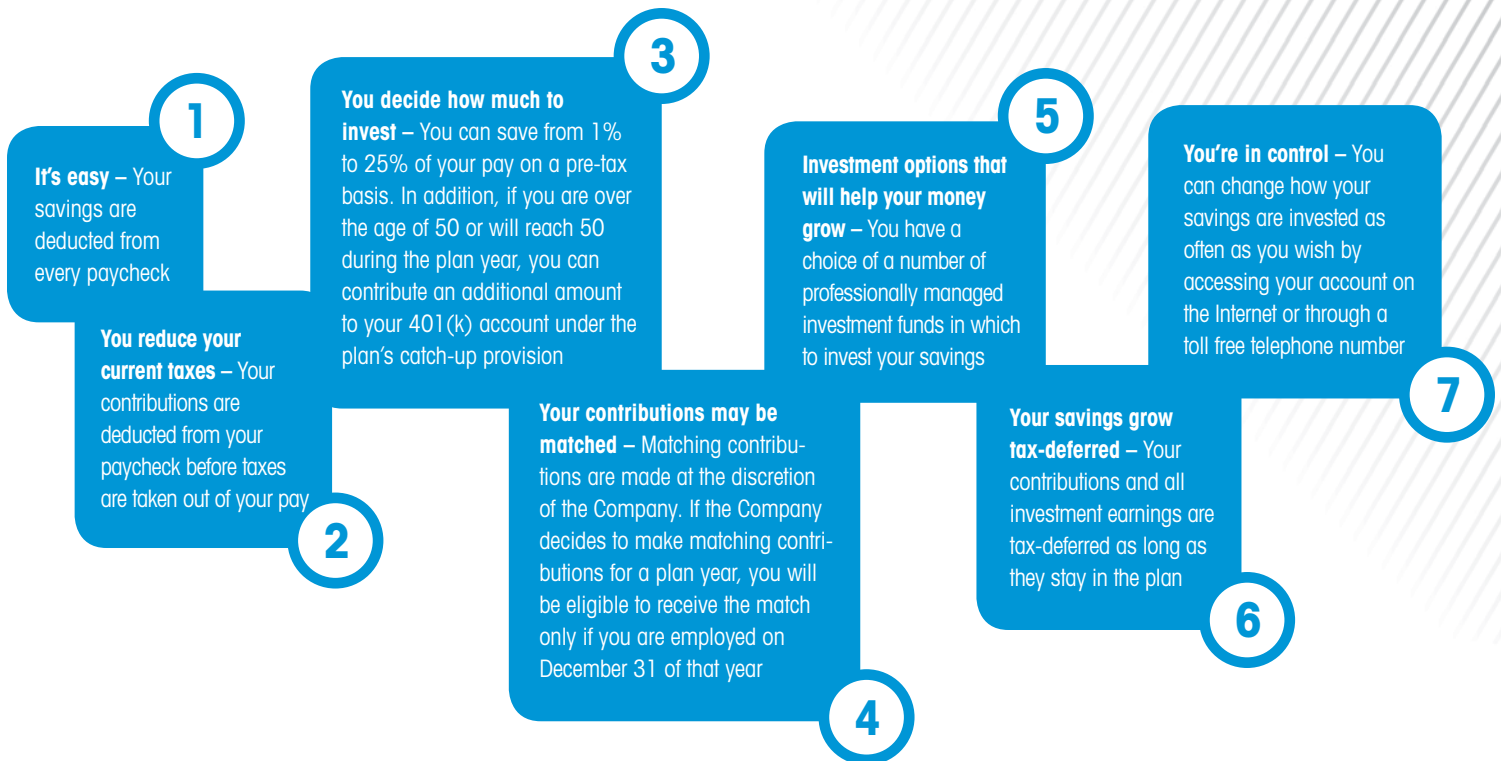 1
It's easy – Your
savings are
deducted from
every paycheck
You reduce your
current taxes – Your
contributions are
deducted from your
paycheck before taxes
are taken out of your pay
2
3
You decide how much to
invest – You can save from 1%
to 25% of your pay on a pre-tax
basis. In addition, if you are over
the age of 50 or will reach 50
during the plan year, you can
contribute an additional amount
to your 401(k) account under the
plan's catch-up provision
Your contributions may be
matched – Matching contribu-
tions are made at the discretion
of the Company. If the Company
decides to make matching contri-
butions for a plan year, you will
be eligible to receive the match
only if you are employed on
December 31 of that year
4
5
Investment options that
will help your money
grow – You have a
choice of a number of
professionally managed
investment funds in which
to invest your savings
Your savings grow
tax-deferred – Your
contributions and all
investment earnings are
tax-deferred as long as
they stay in the plan
6
You're in control – You
can change how your
savings are invested as
often as you wish by
accessing your account on
the Internet or through a
toll free telephone number
7